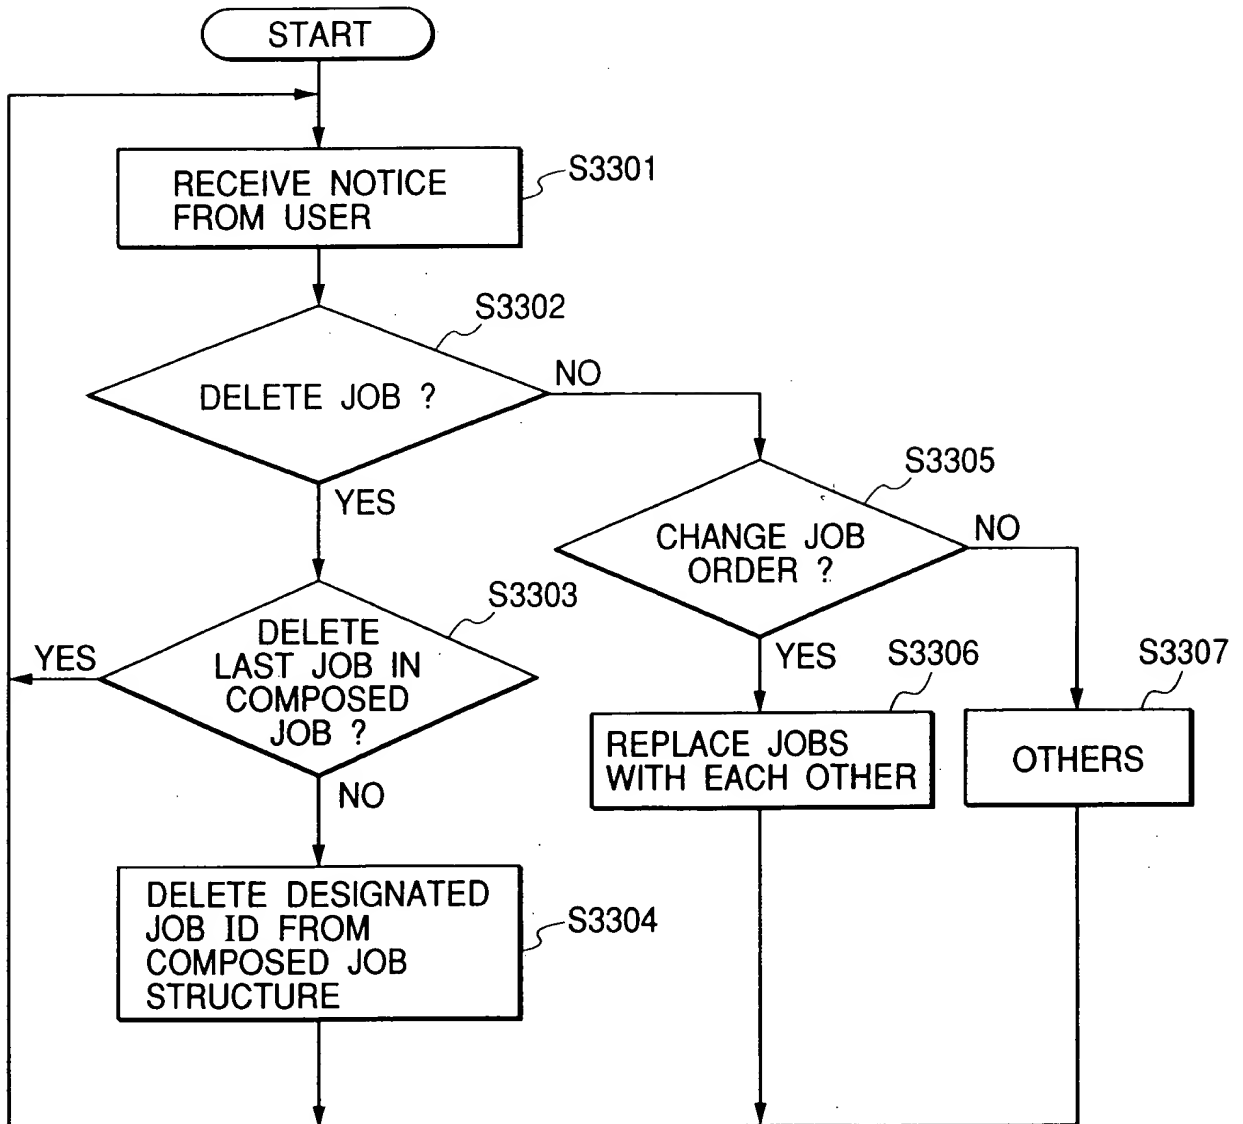 START
RECEIVE NOTICE
FROM USER
S3301
S3302
DELETE JOB ?
NO
YES
S3305
CHANGE JOB
ORDER ?
NO
YES
S3303
DELETE
LAST JOB IN
COMPOSED
JOB ?
YES
NO
S3306
REPLACE JOBS
WITH EACH OTHER
S3307
OTHERS
DELETE DESIGNATED
JOB ID FROM
COMPOSED JOB
STRUCTURE
S3304